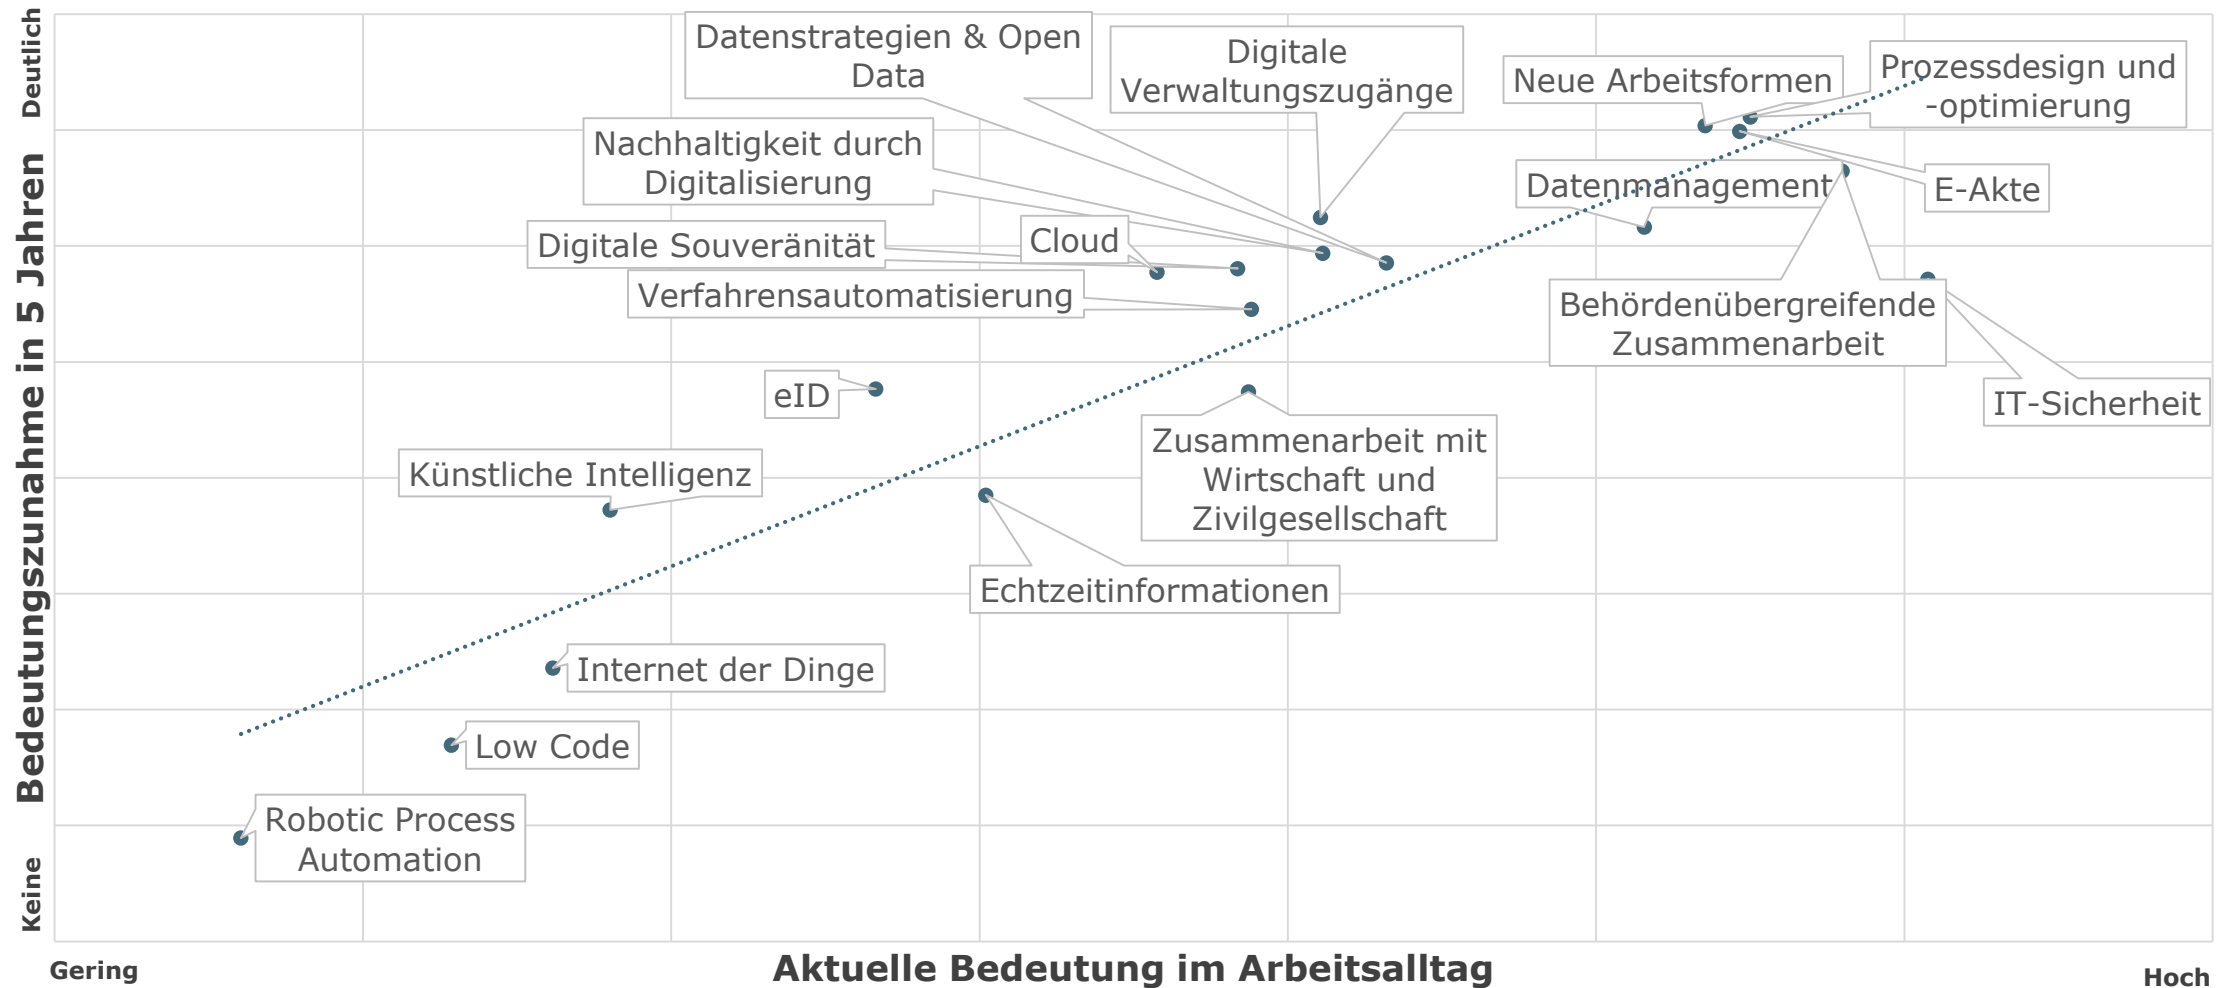 Deutlich
Bedeutungszunahme in 5 Jahren
Keine
Datenstrategien & Open
Data
Digitale
Verwaltungszugänge
Neue Arbeitsformen
Prozessdesign und
-optimierung
Nachhaltigkeit durch
Digitalisierung
Datenmanagement
E-Akte
Digitale Souveränität
Cloud
Verfahrensautomatisierung
Behördenübergreifende
Zusammenarbeit
eID
IT-Sicherheit
Zusammenarbeit mit
Wirtschaft und
Zivilgesellschaft
Künstliche Intelligenz
Echtzeitinformationen
Internet der Dinge
Low Code
Robotic Process
Automation
Gering
Aktuelle Bedeutung im Arbeitsalltag
Hoch